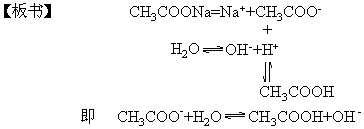 【板书】 CH₃COONa=Na⁺+CH₃COO⁻
+
H₂O⇌OH⁻+H⁺
⇌
CH₃COOH
即 CH₃COO⁻+H₂O⇌CH₃COOH+OH⁻